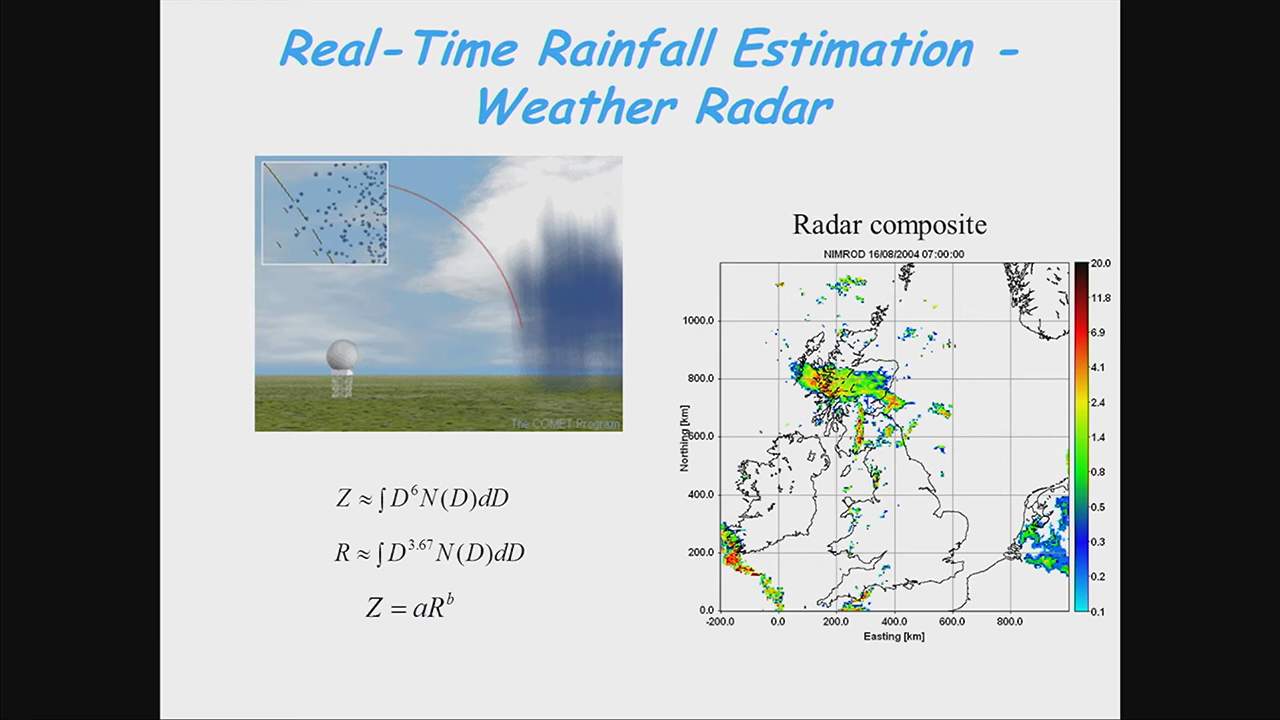 Real-Time Rainfall Estimation -
Weather Radar
The COMET Program
Z ≈ ∫ D⁶N(D)dD
R ≈ ∫ D³·⁶⁷N(D)dD
Z = aRᵇ
Radar composite
NIMROD 16/08/2004 07:00:00
20.0
11.8
6.9
4.1
2.4
1.4
0.8
0.5
0.3
0.2
0.1
Northing [km]
1000.0
800.0
600.0
400.0
200.0
0.0
-200.0 0.0 200.0 400.0 600.0 800.0
Easting [km]